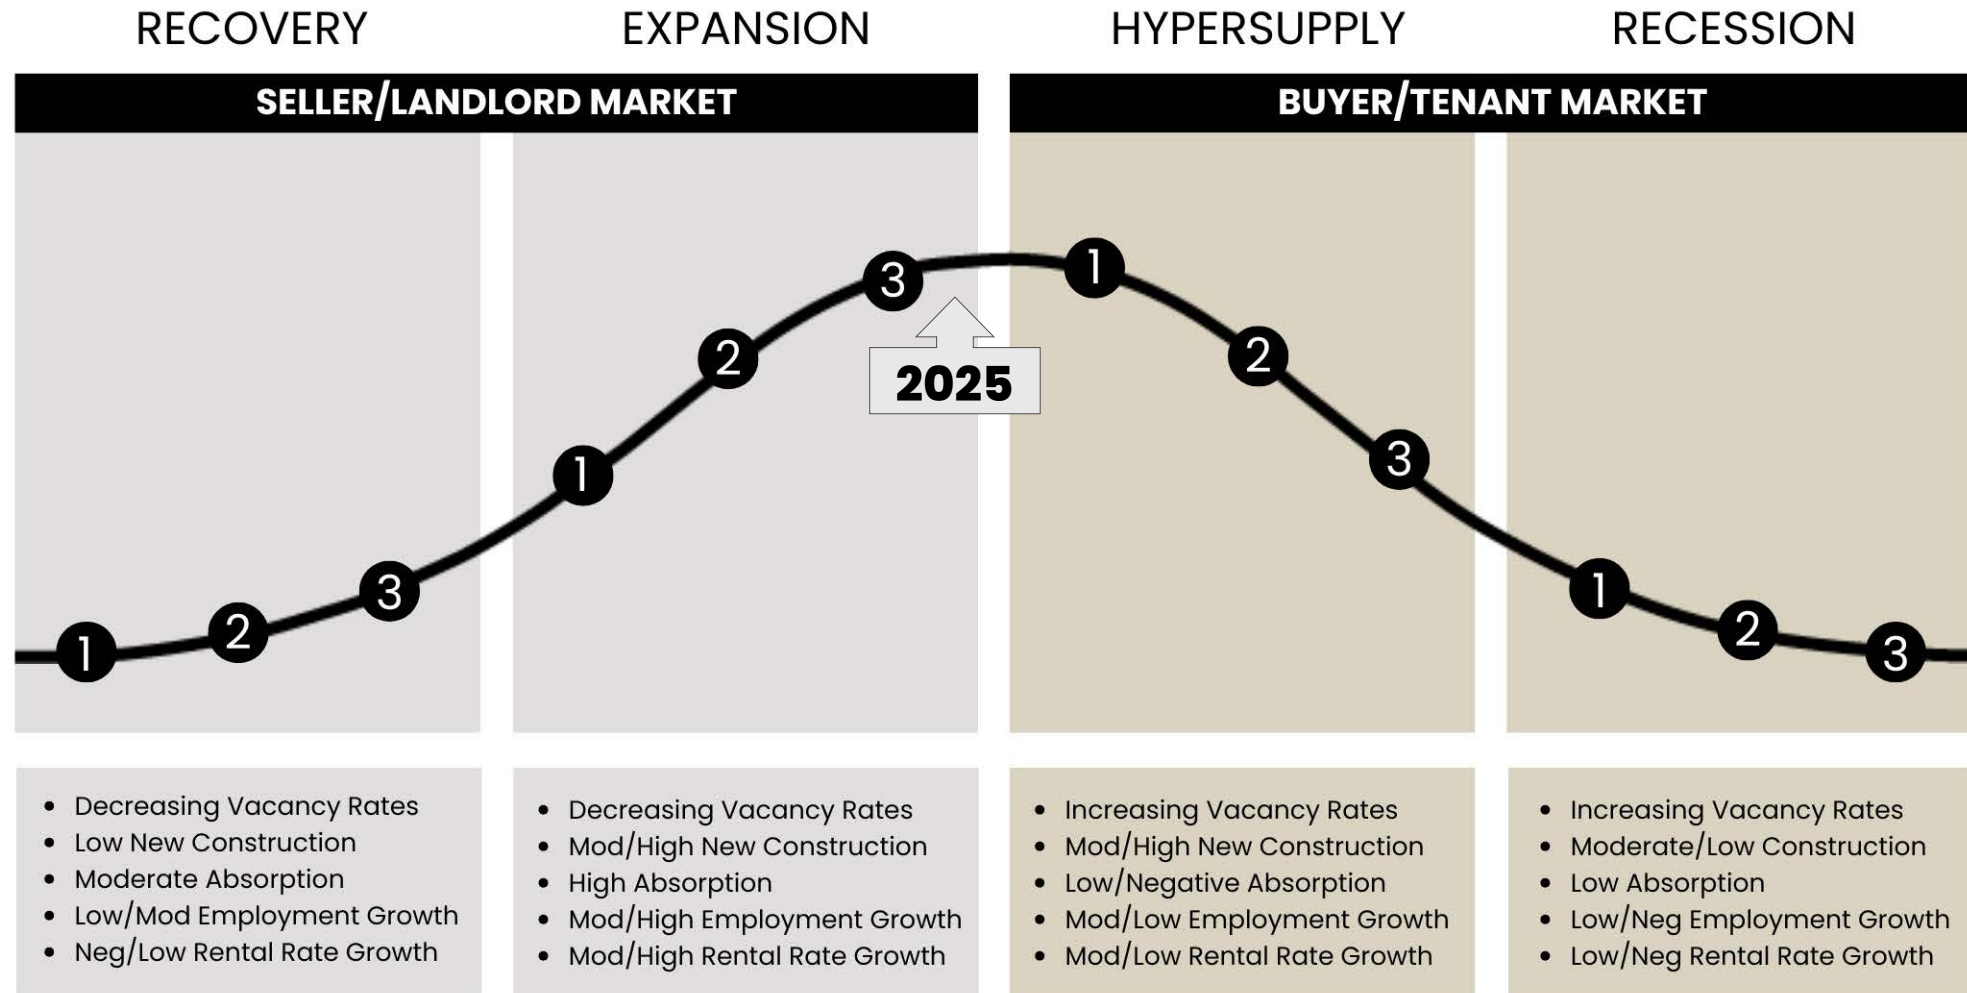 RECOVERY
EXPANSION
HYPERSUPPLY
RECESSION
SELLER/LANDLORD MARKET
BUYER/TENANT MARKET
1
2
3
1
2
3
1
2
3
1
2
3
2025
• Decreasing Vacancy Rates
• Low New Construction
• Moderate Absorption
• Low/Mod Employment Growth
• Neg/Low Rental Rate Growth
• Decreasing Vacancy Rates
• Mod/High New Construction
• High Absorption
• Mod/High Employment Growth
• Mod/High Rental Rate Growth
• Increasing Vacancy Rates
• Mod/High New Construction
• Low/Negative Absorption
• Mod/Low Employment Growth
• Mod/Low Rental Rate Growth
• Increasing Vacancy Rates
• Moderate/Low Construction
• Low Absorption
• Low/Neg Employment Growth
• Low/Neg Rental Rate Growth